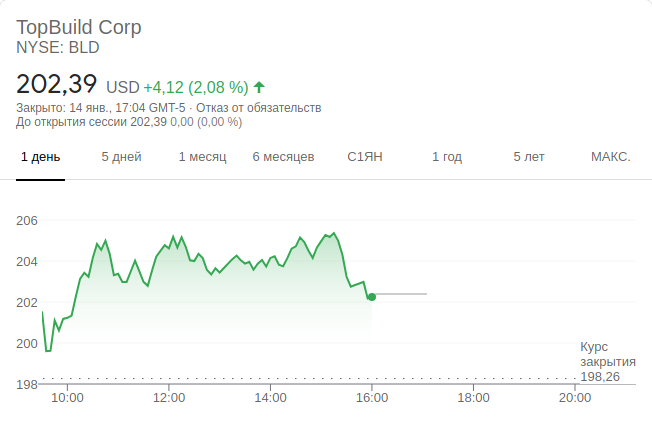 TopBuild Corp
NYSE: BLD
202,39 USD +4,12 (2,08 %)
Закрыто: 14 янв., 17:04 GMT-5 · Отказ от обязательств
До открытия сессии 202,39 0,00 (0,00 %)
1 день 5 дней 1 месяц 6 месяцев С1ЯН 1 год 5 лет МАКС.
206
204
202
200
Курс
закрытия
198,26
198
10:00 12:00 14:00 16:00 18:00 20:00